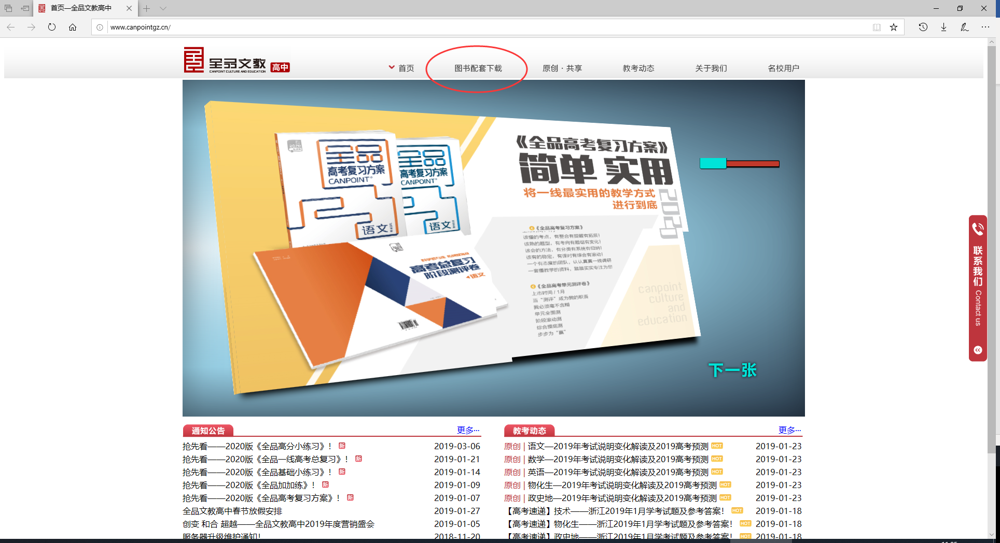 首页—全品文教高中
www.canpointgz.cn/
全品文教 高中
CANPOINT CULTURE AND EDUCATION
首页
图书配套下载
原创·共享
教考动态
关于我们
名校用户
《全品高考复习方案》
简单 实用
将一线最实用的教学方式
进行到底
2020
全品
高考复习方案
CANPOINT
语文
全品
高考复习方案
CANPOINT
语文
高考总复习
阶段测评卷
语文
《全品高考复习方案》
该懂的考点，有整合有提醒有拓展！
该熟的题型，有考向有题组有变化！
该会的方法，有分类有系统有归纳！
该有的稳定，有课时有综合有滚动！
一个有态度的团队，认认真真一线调研
一套懂教学的资料，踏踏实实专注为您
《全品高考单元测评卷》
上市时间 / 1月
当“测评”成为我的职责
我必须毫不含糊
单元全面测
阶段滚动测
综合摸底测
步步为“赢”
canpoint
culture
and
education
下一张
联系我们 Contact us
通知公告 更多···
抢先看——2020版《全品高分小练习》！ 新 2019-03-06
抢先看——2020版《全品一线高考总复习》！ 新 2019-01-21
抢先看——2020版《全品基础小练习》！ 新 2019-01-14
抢先看——2020版《全品加加练》！ 新 2019-01-09
抢先看——2020版《全品高考复习方案》！ 新 2019-01-07
全品文教高中春节放假安排 2019-01-27
创变 和合 超越——全品文教高中2019年度营销盛会 2019-01-05
服务器升级维护通知！ 2018-11-20
教考动态 更多···
原创 | 语文—2019年考试说明变化解读及2019高考预测 HOT 2019-01-23
原创 | 数学—2019年考试说明变化解读及2019高考预测 HOT 2019-01-23
原创 | 英语—2019年考试说明变化解读及2019高考预测 HOT 2019-01-23
原创 | 物化生—2019年考试说明变化解读及2019高考预测 HOT 2019-01-23
原创 | 政史地—2019年考试说明变化解读及2019高考预测 HOT 2019-01-23
【高考速递】技术——浙江2019年1月学考试题及参考答案！ HOT 2019-01-18
【高考速递】物化生——浙江2019年1月学考试题及参考答案！ HOT 2019-01-18
【高考速递】政史地——浙江2019年1月学考试题及参考答案！ HOT 2019-01-18